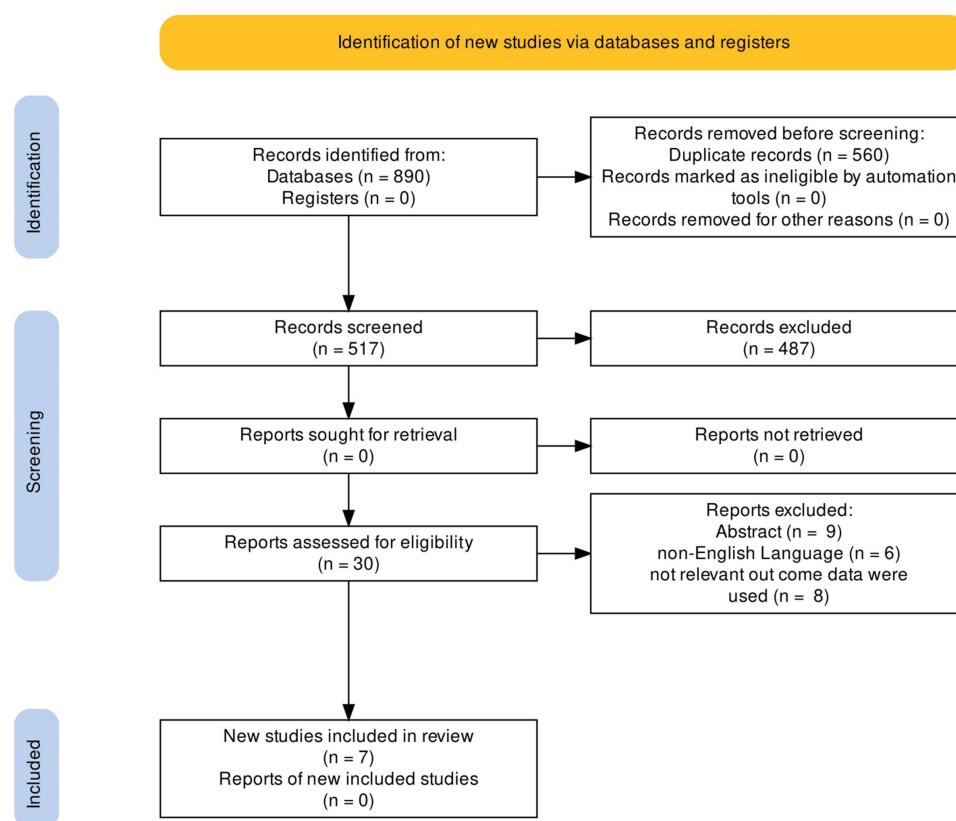 Identification of new studies via databases and registers
Identification
Records identified from:
Databases (n = 890)
Registers (n = 0)
Records removed before screening:
Duplicate records (n = 560)
Records marked as ineligible by automation
tools (n = 0)
Records removed for other reasons (n = 0)
Screening
Records screened
(n = 517)
Records excluded
(n = 487)
Reports sought for retrieval
(n = 0)
Reports not retrieved
(n = 0)
Reports assessed for eligibility
(n = 30)
Reports excluded:
Abstract (n = 9)
non-English Language (n = 6)
not relevant out come data were
used (n = 8)
Included
New studies included in review
(n = 7)
Reports of new included studies
(n = 0)